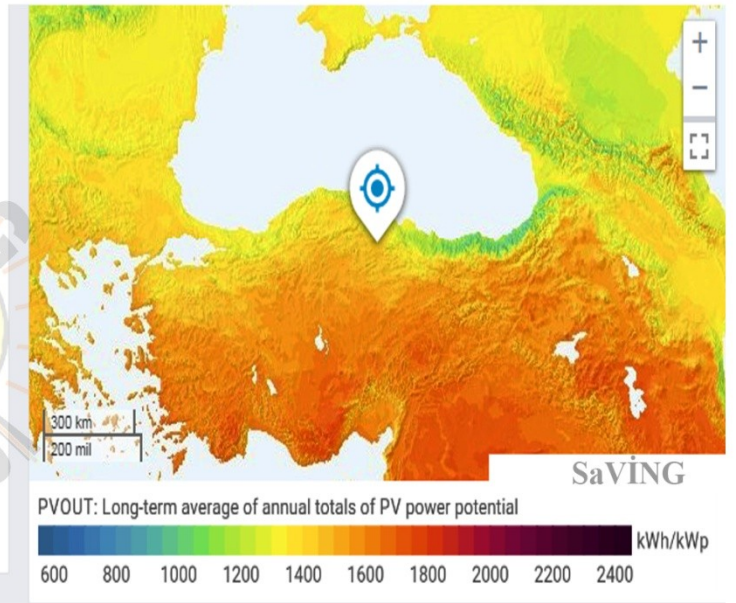 +
−
300 km
200 mil
SaVİNG
PVOUT: Long-term average of annual totals of PV power potential
kWh/kWp
600 800 1000 1200 1400 1600 1800 2000 2200 2400